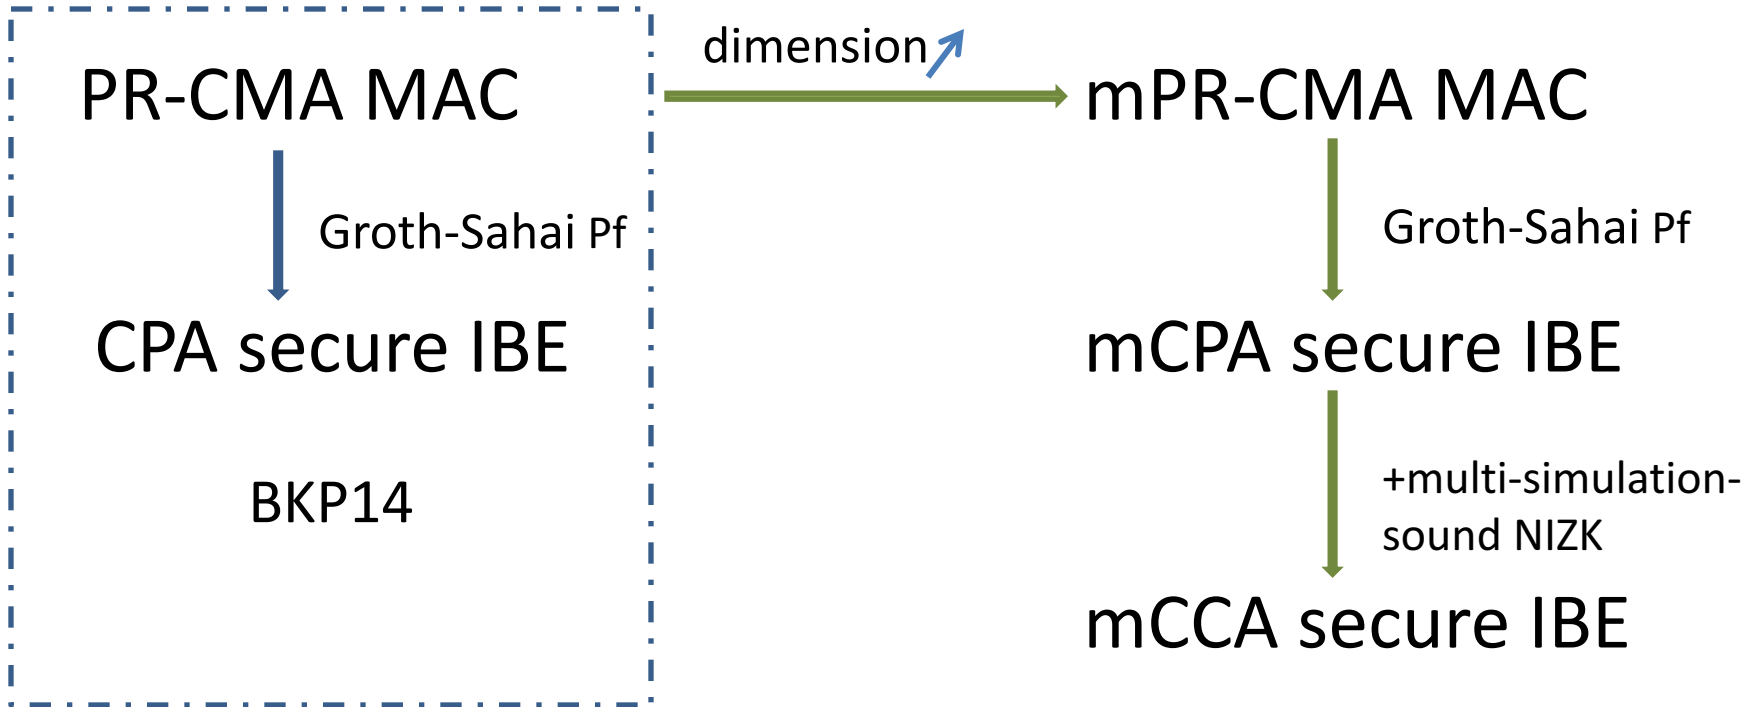 PR-CMA MAC
Groth-Sahai Pf
CPA secure IBE
BKP14
dimension
mPR-CMA MAC
Groth-Sahai Pf
mCPA secure IBE
+multi-simulation-
sound NIZK
mCCA secure IBE